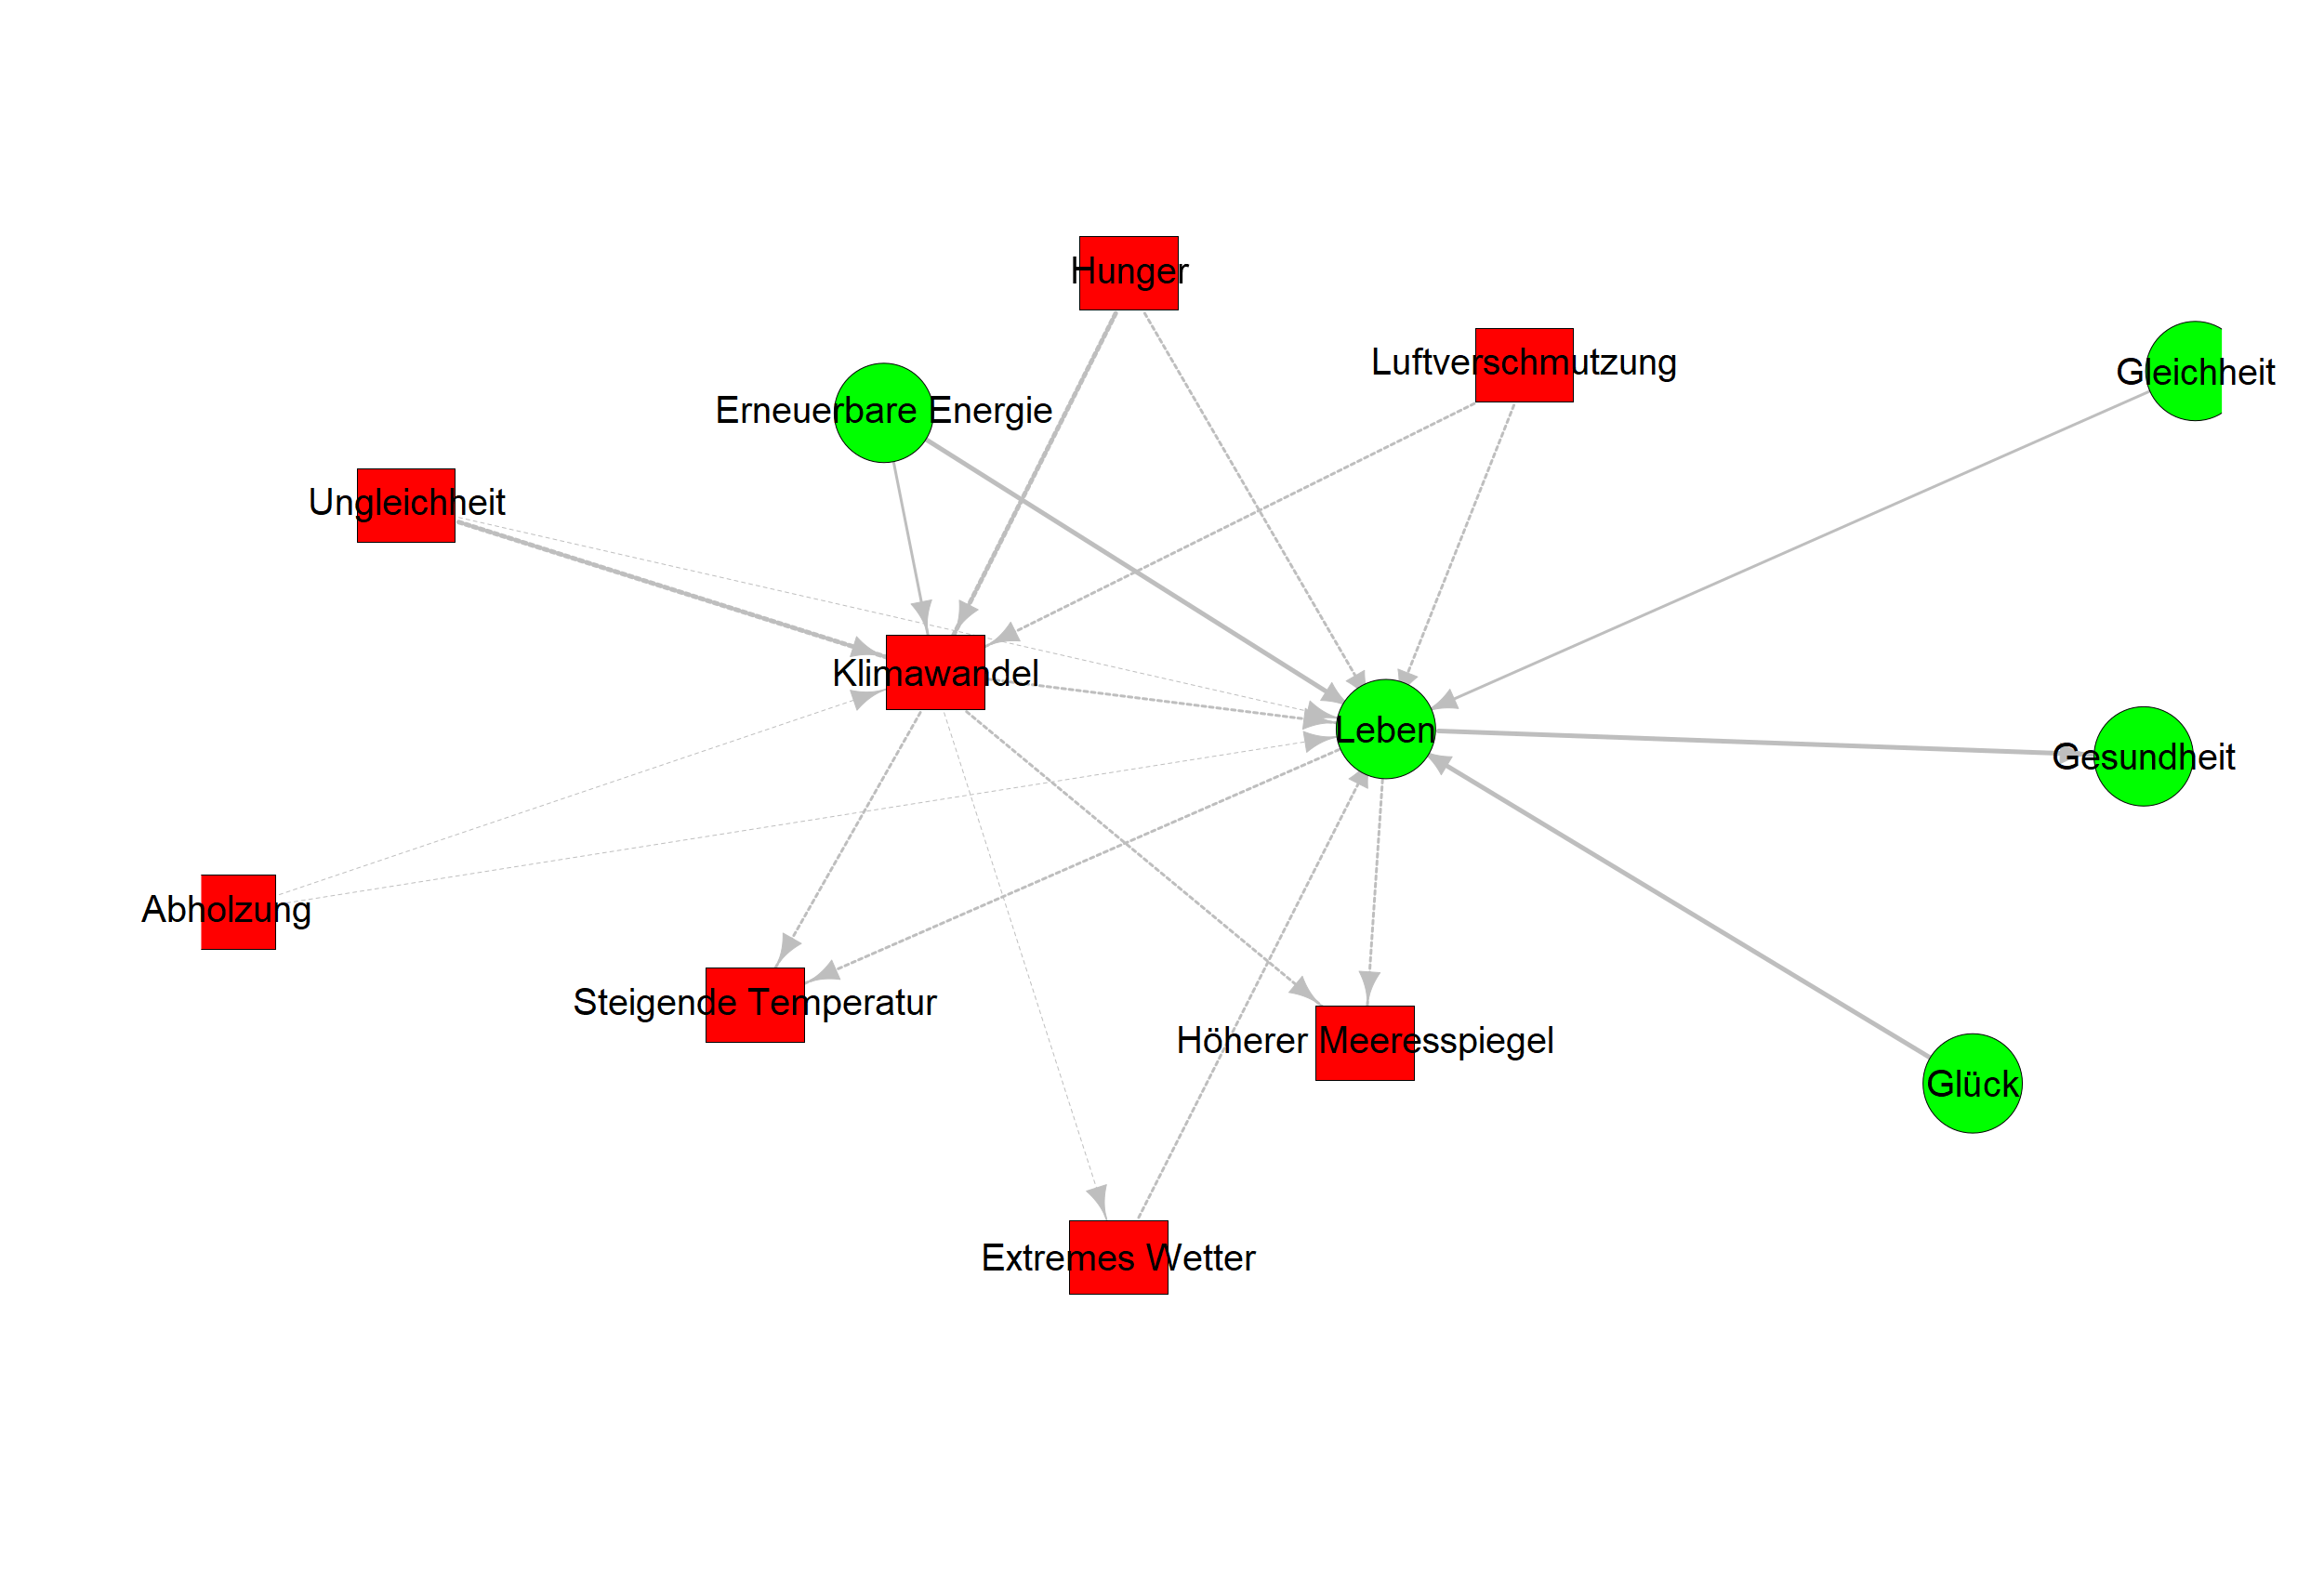 Hunger
Luftverschmutzung
Gleichheit
Erneuerbare Energie
Ungleichheit
Klimawandel
Leben
Gesundheit
Abholzung
Steigende Temperatur
Höherer Meeresspiegel
Glück
Extremes Wetter